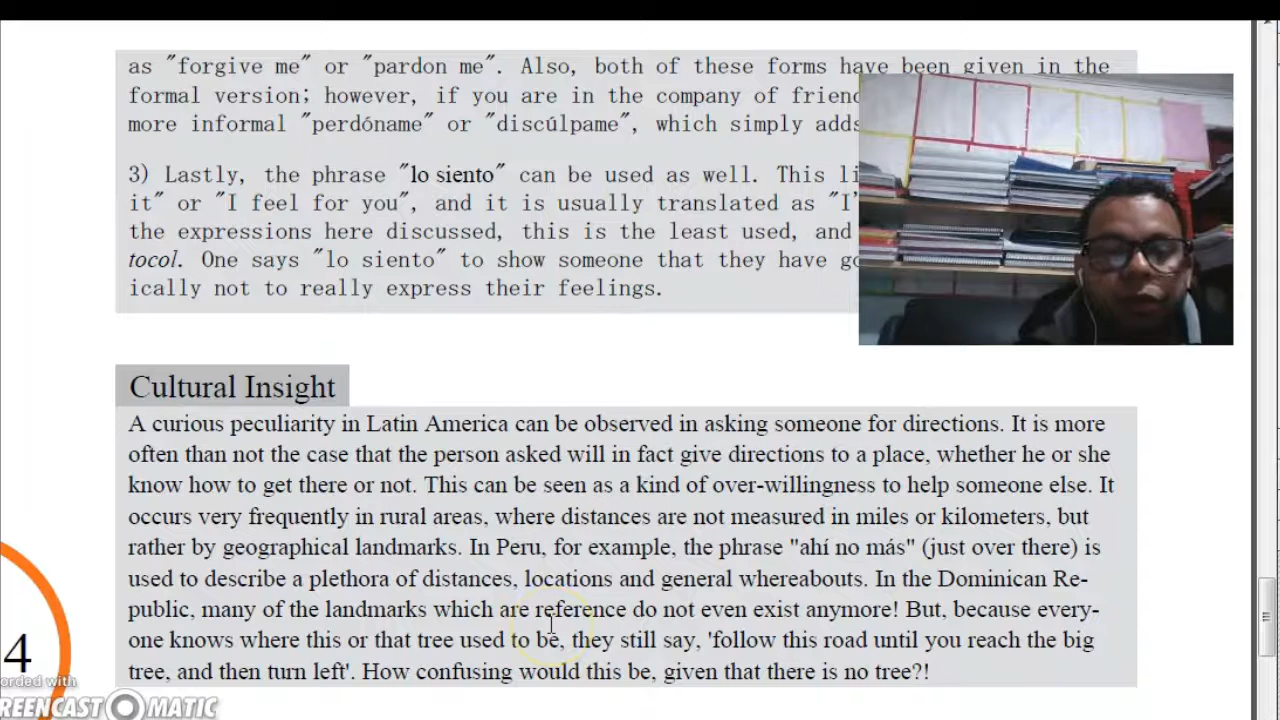 as "forgive me" or "pardon me". Also, both of these forms have been given in the
formal version; however, if you are in the company of frien
more informal "perdóname" or "discúlpame", which simply adds
3) Lastly, the phrase "lo siento" can be used as well. This li
it" or "I feel for you", and it is usually translated as "I'
the expressions here discussed, this is the least used, and
tocol. One says "lo siento" to show someone that they have go
ically not to really express their feelings.
Cultural Insight
A curious peculiarity in Latin America can be observed in asking someone for directions. It is more
often than not the case that the person asked will in fact give directions to a place, whether he or she
know how to get there or not. This can be seen as a kind of over-willingness to help someone else. It
occurs very frequently in rural areas, where distances are not measured in miles or kilometers, but
rather by geographical landmarks. In Peru, for example, the phrase "ahí no más" (just over there) is
used to describe a plethora of distances, locations and general whereabouts. In the Dominican Re-
public, many of the landmarks which are reference do not even exist anymore! But, because every-
one knows where this or that tree used to be, they still say, 'follow this road until you reach the big
tree, and then turn left'. How confusing would this be, given that there is no tree?!
4
orded with
REENCAST MATIC